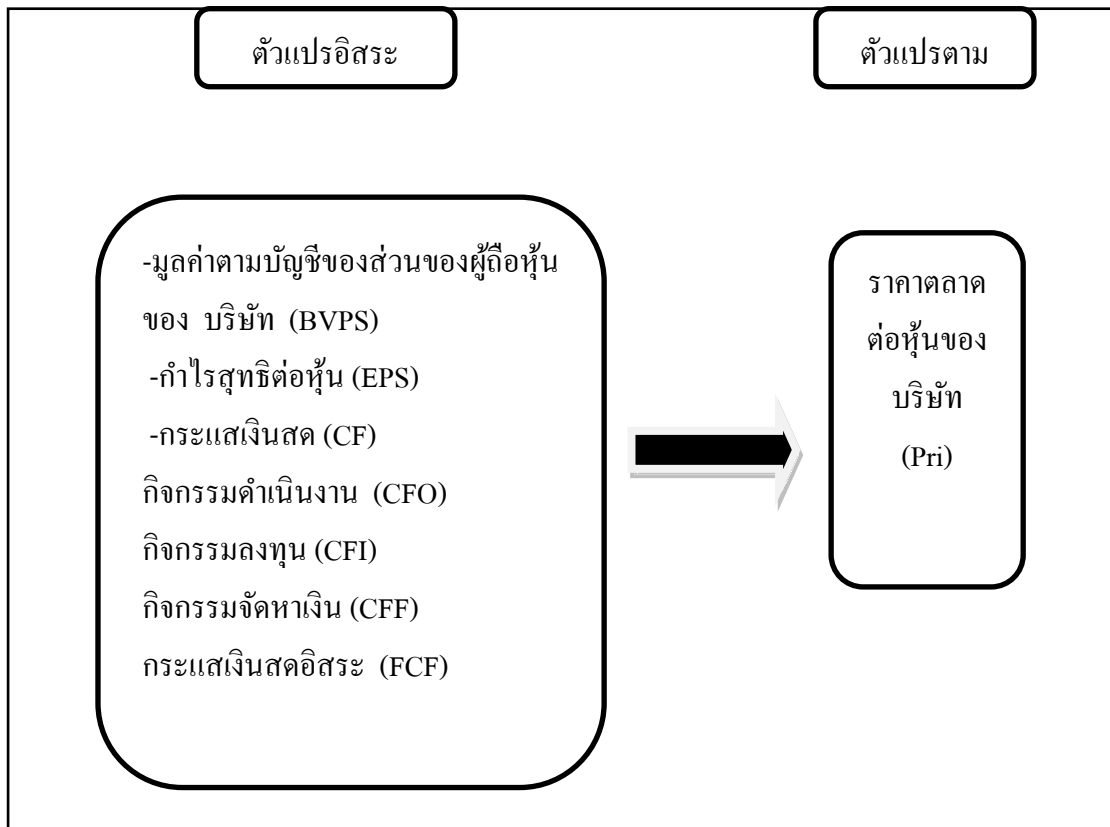 ตัวแปรอิสระ
ตัวแปรตาม
-มูลค่าตามบัญชีของส่วนของผู้ถือหุ้น
ของ บริษัท (BVPS)
-กำไรสุทธิต่อหุ้น (EPS)
-กระแสเงินสด (CF)
กิจกรรมดำเนินงาน (CFO)
กิจกรรมลงทุน (CFI)
กิจกรรมจัดหาเงิน (CFF)
กระแสเงินสดอิสระ (FCF)
ราคาตลาด
ต่อหุ้นของ
บริษัท
(Pri)